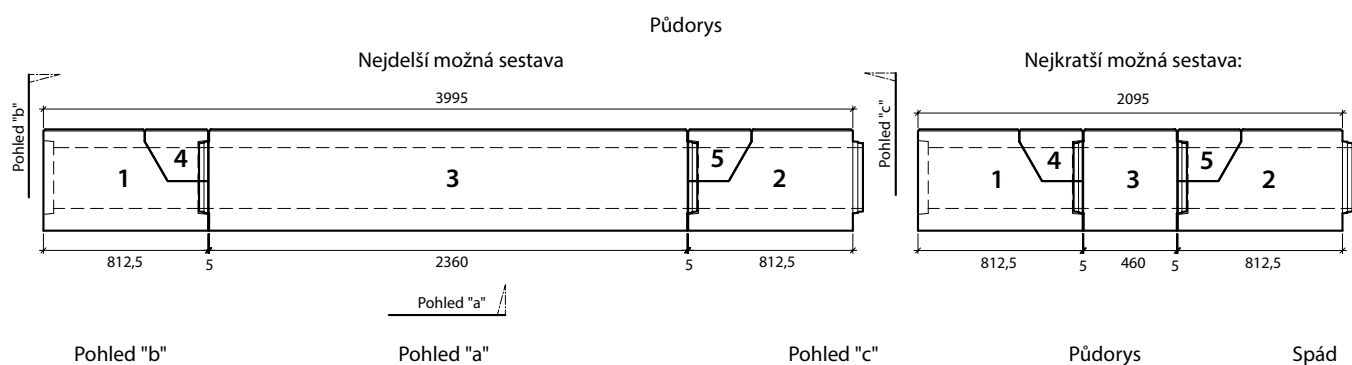 Půdorys
Nejdelší možná sestava
Nejkratší možná sestava:
Pohled "b"
3995
Pohled "c"
2095
1
4
3
5
2
1
4
3
5
2
812,5
5
2360
5
812,5
812,5
5
460
5
812,5
Pohled "a"
Pohled "b"
Pohled "a"
Pohled "c"
Půdorys
Spád